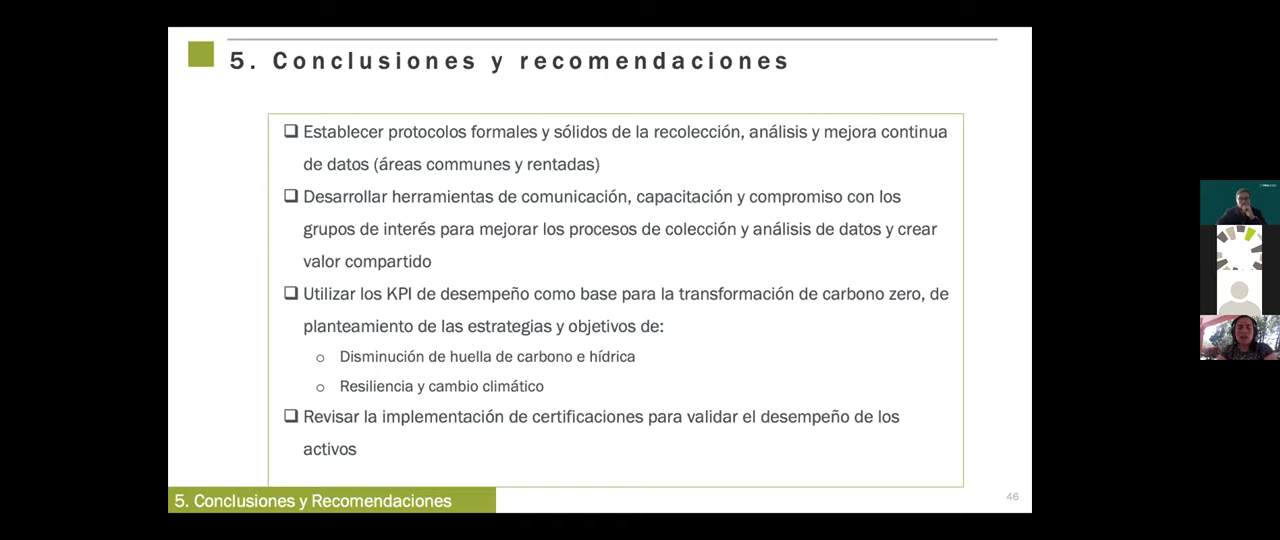 5. Conclusiones y recomendaciones
Establecer protocolos formales y sólidos de la recolección, análisis y mejora continua
de datos (áreas communes y rentadas)
Desarrollar herramientas de comunicación, capacitación y compromiso con los
grupos de interés para mejorar los procesos de colección y análisis de datos y crear
valor compartido
Utilizar los KPI de desempeño como base para la transformación de carbono zero, de
planteamiento de las estrategias y objetivos de:
o Disminución de huella de carbono e hídrica
o Resiliencia y cambio climático
Revisar la implementación de certificaciones para validar el desempeño de los
activos
5. Conclusiones y Recomendaciones
46